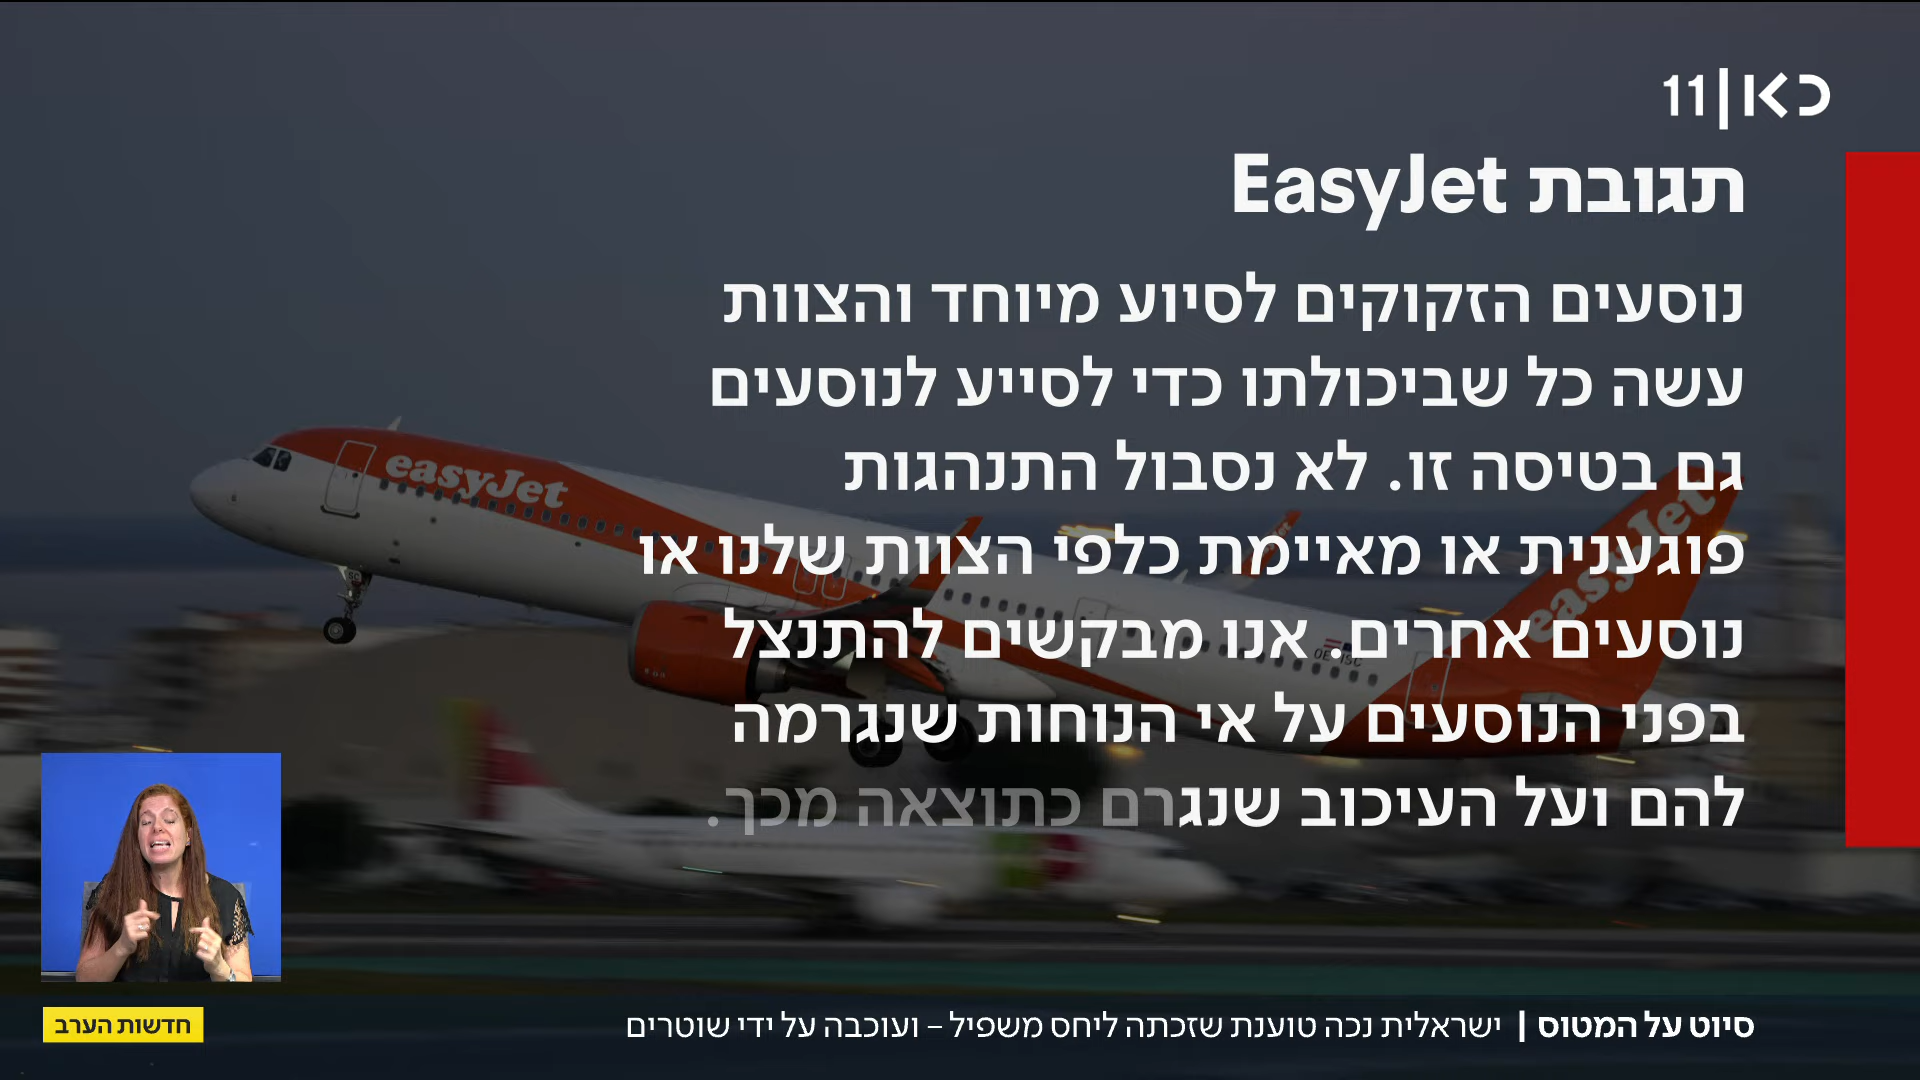 כאן|11
תגובת EasyJet
נוסעים הזקוקים לסיוע מיוחד והצוות
עשה כל שביכולתו כדי לסייע לנוסעים
גם בטיסה זו. לא נסבול התנהגות
פוגענית או מאיימת כלפי הצוות שלנו או
נוסעים אחרים. אנו מבקשים להתנצל
בפני הנוסעים על אי הנוחות שנגרמה
להם ועל העיכוב שנגרם כתוצאה מכך.
easyJet
easyJet
OE-ISC
סיוט על המטוס | ישראלית נכה טוענת שזכתה ליחס משפיל – ועוכבה על ידי שוטרים
חדשות הערב